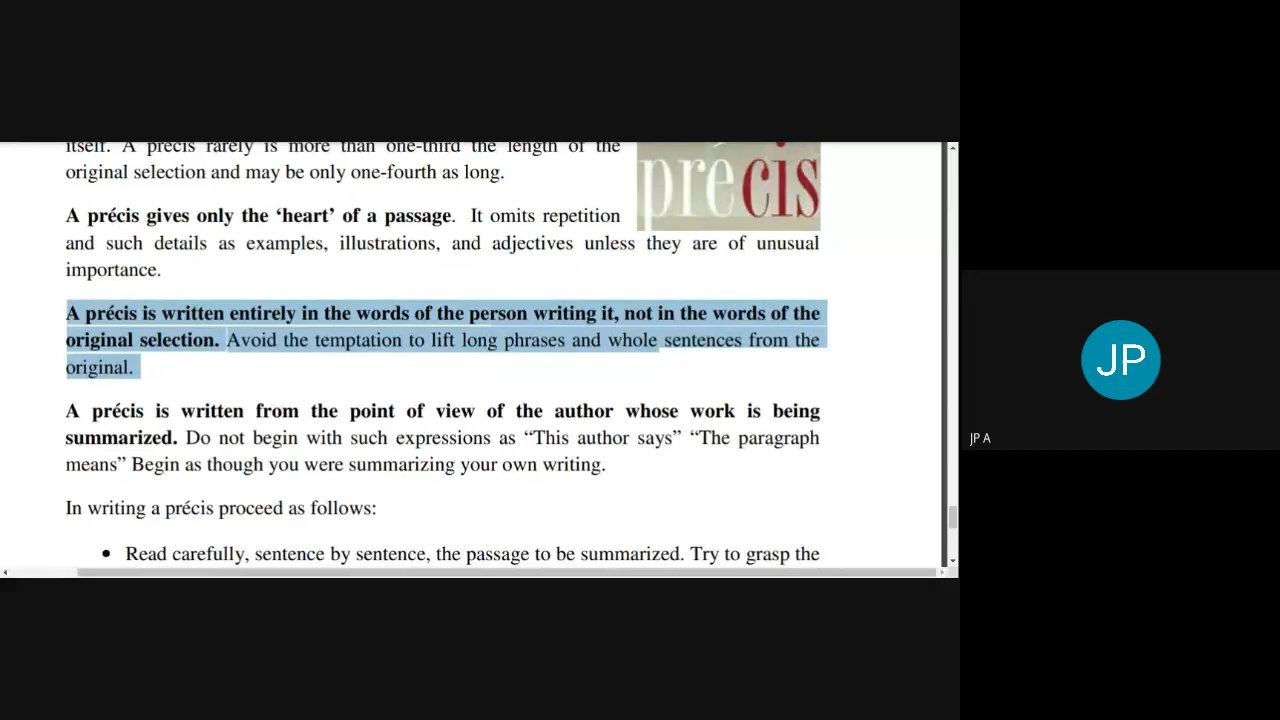 itself. A précis rarely is more than one-third the length of the
original selection and may be only one-fourth as long.
précis
A précis gives only the ‘heart’ of a passage. It omits repetition
and such details as examples, illustrations, and adjectives unless they are of unusual
importance.
A précis is written entirely in the words of the person writing it, not in the words of the
original selection. Avoid the temptation to lift long phrases and whole sentences from the
original.
A précis is written from the point of view of the author whose work is being
summarized. Do not begin with such expressions as “This author says” “The paragraph
means” Begin as though you were summarizing your own writing.
In writing a précis proceed as follows:
• Read carefully, sentence by sentence, the passage to be summarized. Try to grasp the
JP
JP A